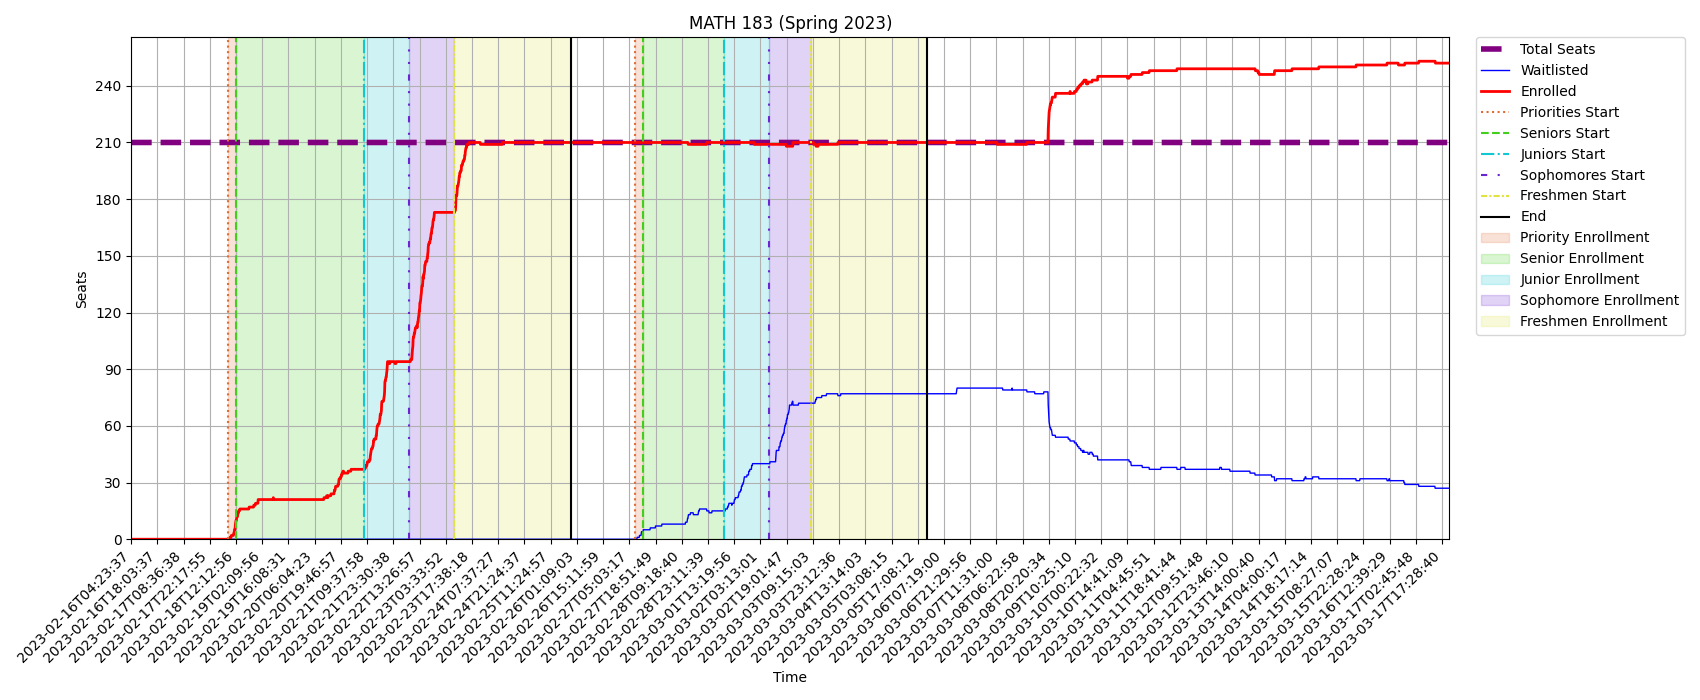 MATH 183 (Spring 2023)
Seats
240
210
180
150
120
90
60
30
0
2023-02-16T04:23:37
2023-02-16T18:03:37
2023-02-17T08:36:38
2023-02-17T22:17:55
2023-02-18T12:12:56
2023-02-19T02:09:56
2023-02-19T16:08:31
2023-02-20T06:04:23
2023-02-20T19:46:57
2023-02-21T09:37:58
2023-02-21T23:30:38
2023-02-22T13:26:57
2023-02-23T03:33:52
2023-02-23T17:38:18
2023-02-24T07:37:27
2023-02-24T21:24:37
2023-02-25T11:24:57
2023-02-26T01:09:03
2023-02-26T15:11:59
2023-02-27T05:03:17
2023-02-27T18:51:49
2023-02-28T09:18:40
2023-02-28T23:11:39
2023-03-01T13:19:56
2023-03-02T03:13:01
2023-03-02T19:01:47
2023-03-03T09:15:03
2023-03-03T23:12:36
2023-03-04T13:14:03
2023-03-05T03:08:15
2023-03-05T17:08:12
2023-03-06T07:19:00
2023-03-06T21:29:56
2023-03-07T11:31:00
2023-03-08T06:22:58
2023-03-08T20:20:34
2023-03-09T10:25:10
2023-03-10T00:22:32
2023-03-10T14:41:09
2023-03-11T04:45:51
2023-03-11T18:41:44
2023-03-12T09:51:48
2023-03-12T23:46:10
2023-03-14T04:00:40
2023-03-14T04:00:17
2023-03-14T18:17:14
2023-03-15T08:27:07
2023-03-15T22:28:24
2023-03-16T12:39:29
2023-03-17T02:45:48
2023-03-17T17:28:40
Time
Total Seats
Waitlisted
Enrolled
Priorities Start
Seniors Start
Juniors Start
Sophomores Start
Freshmen Start
End
Priority Enrollment
Senior Enrollment
Junior Enrollment
Sophomore Enrollment
Freshmen Enrollment